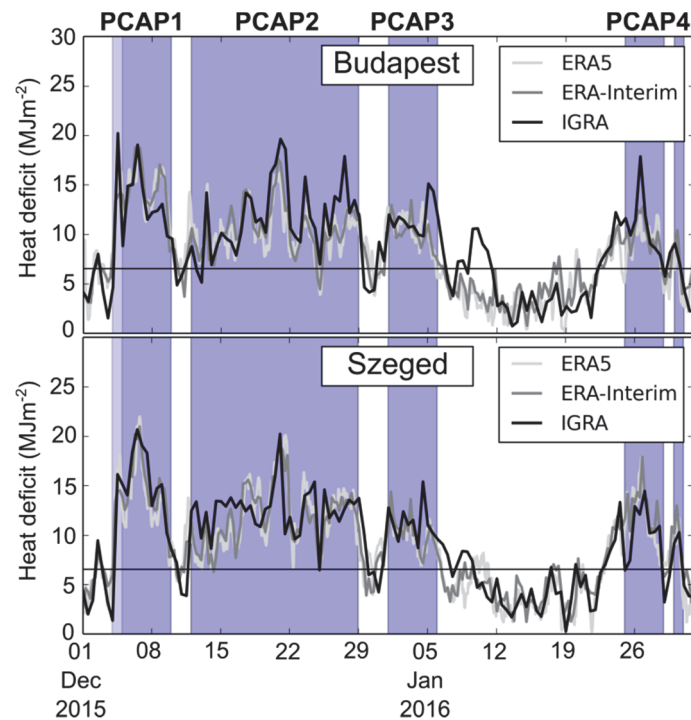 PCAP1 PCAP2 PCAP3 PCAP4
30
25
20
15
10
5
0
Heat deficit (MJm-2)
Budapest
ERA5
ERA-Interim
IGRA
25
20
15
10
5
0
Heat deficit (MJm-2)
Szeged
ERA5
ERA-Interim
IGRA
01 08 15 22 29 05 12 19 26
Dec Jan
2015 2016